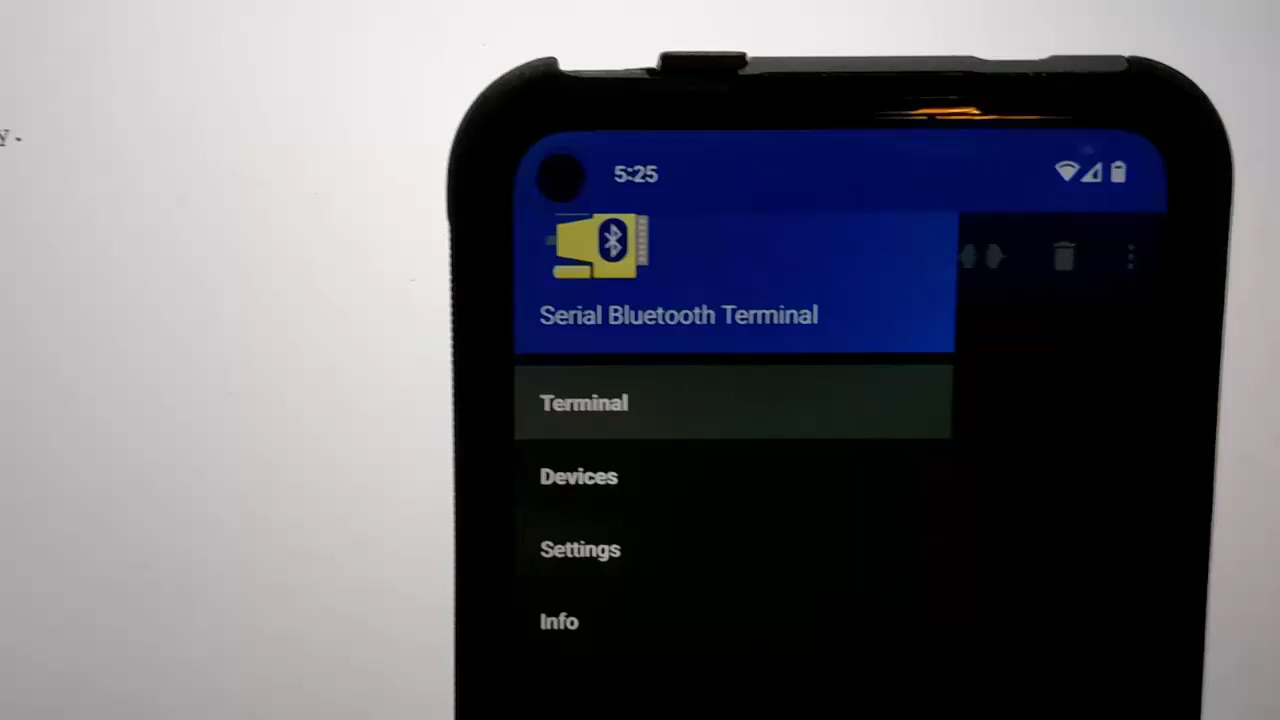 5:25
Serial Bluetooth Terminal
Terminal
Devices
Settings
Info